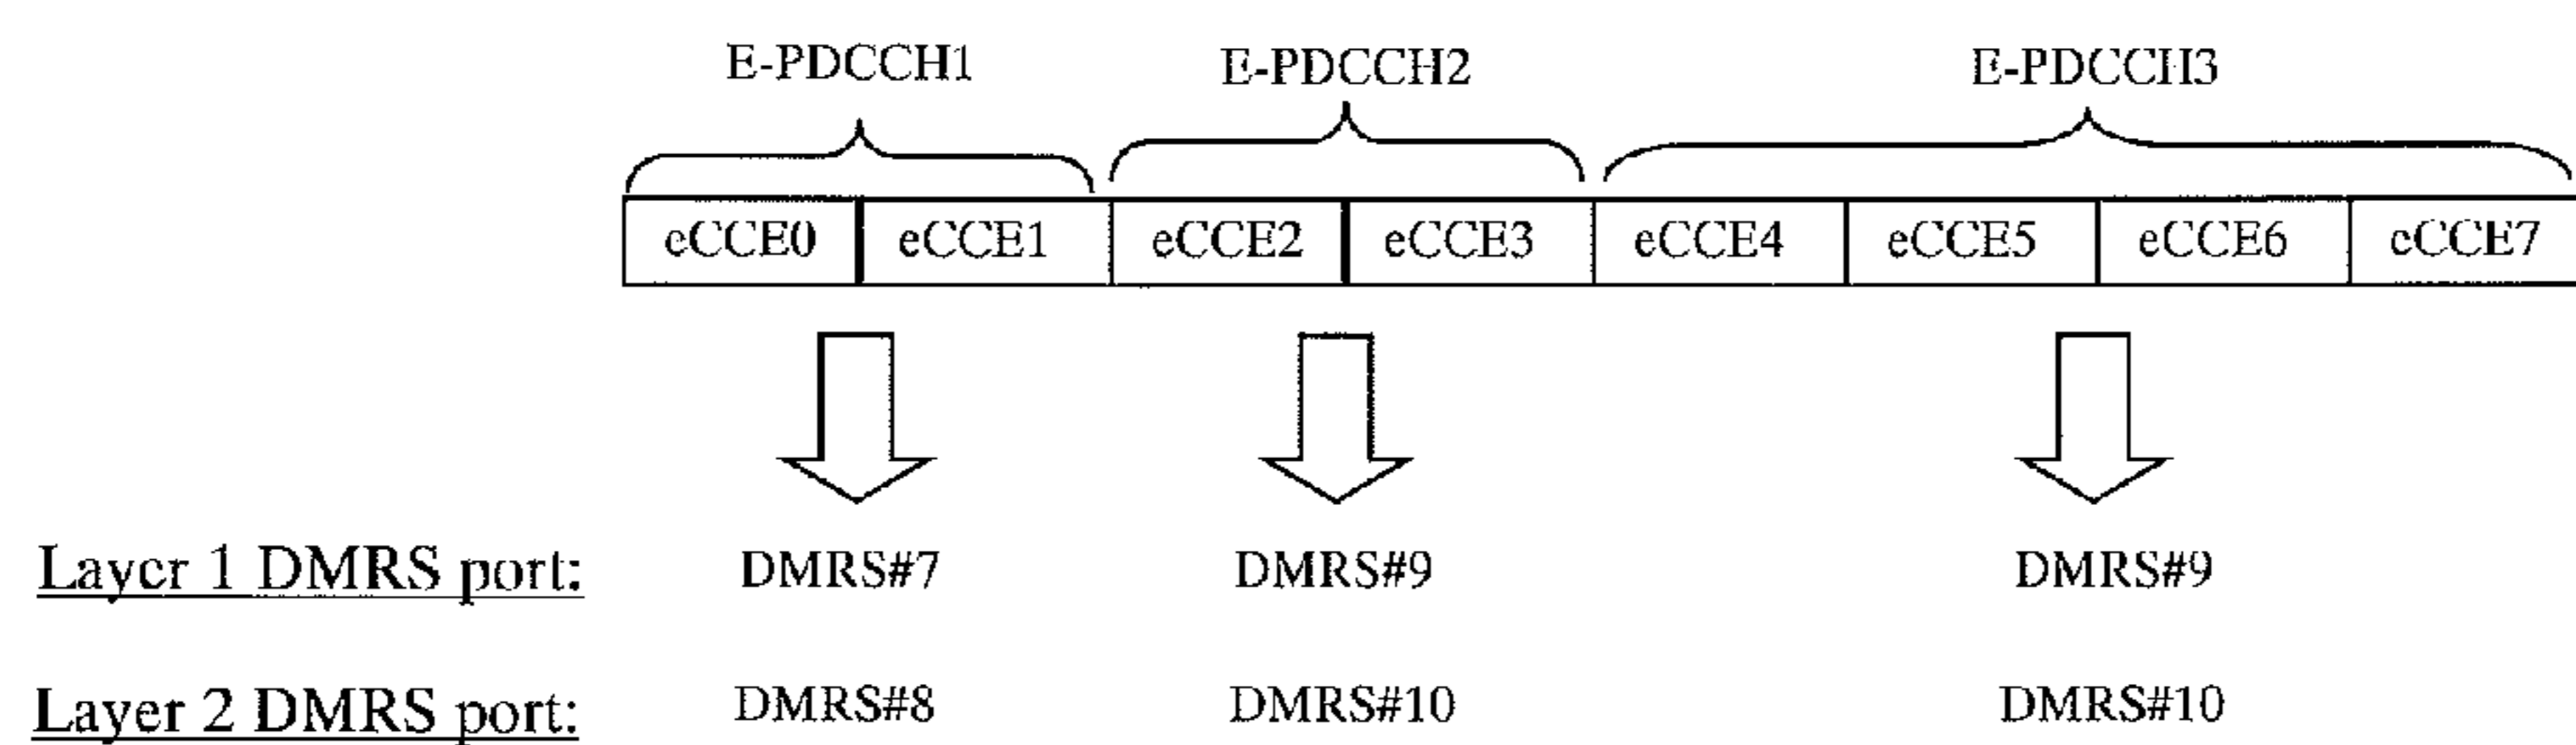 E-PDCCH1 E-PDCCH2 E-PDCCH3
eCCE0 eCCE1 eCCE2 eCCE3 eCCE4 eCCE5 eCCE6 eCCE7
Layer 1 DMRS port: DMRS#7 DMRS#9 DMRS#9
Layer 2 DMRS port: DMRS#8 DMRS#10 DMRS#10